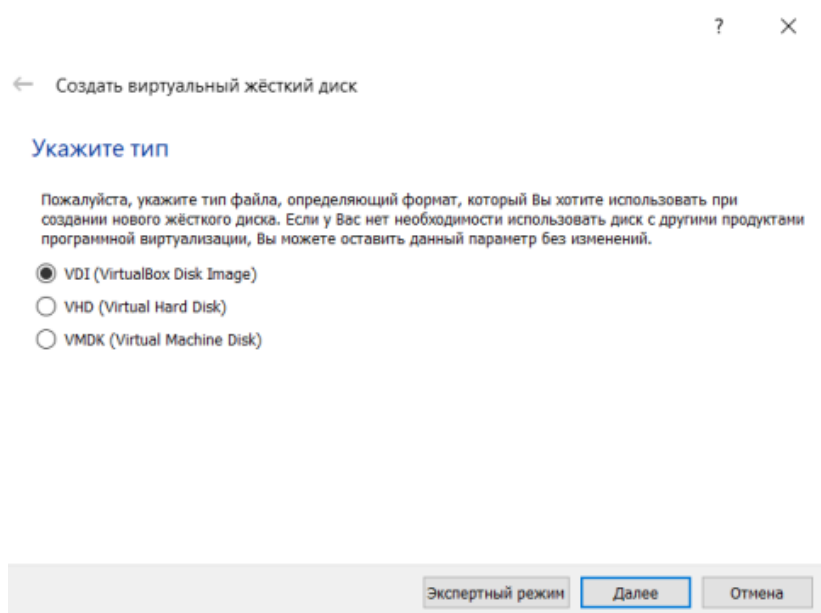 ?
Создать виртуальный жёсткий диск
Укажите тип
Пожалуйста, укажите тип файла, определяющий формат, который Вы хотите использовать при
создании нового жёсткого диска. Если у Вас нет необходимости использовать диск с другими продуктами
программной виртуализации, Вы можете оставить данный параметр без изменений.
VDI (VirtualBox Disk Image)
VHD (Virtual Hard Disk)
VMDK (Virtual Machine Disk)
Экспертный режим Далее Отмена